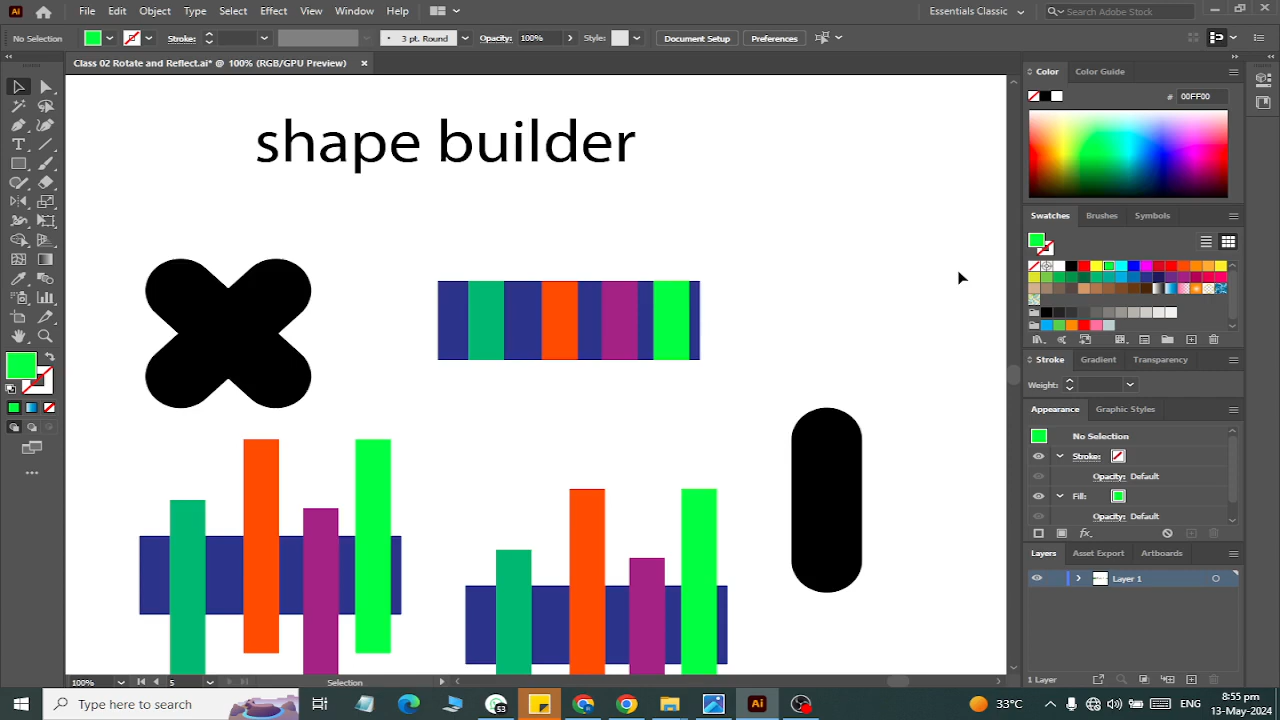 Ai File Edit Object Type Select Effect View Window Help Essentials Classic Search Adobe Stock
No Selection Stroke: 3 pt. Round Opacity: 100% Style: Document Setup Preferences
Class 02 Rotate and Reflect.ai* @ 100% (RGB/GPU Preview)
shape builder
Color Color Guide
# 00FF00
Swatches Brushes Symbols
Stroke Gradient Transparency
Weight:
Appearance Graphic Styles
No Selection
Stroke:
Opacity: Default
Fill:
Opacity: Default
fx
Layers Asset Export Artboards
Layer 1
1 Layer
100% 5 Selection
Type here to search
Ai
33°C
8:55 pm
13-May-2024